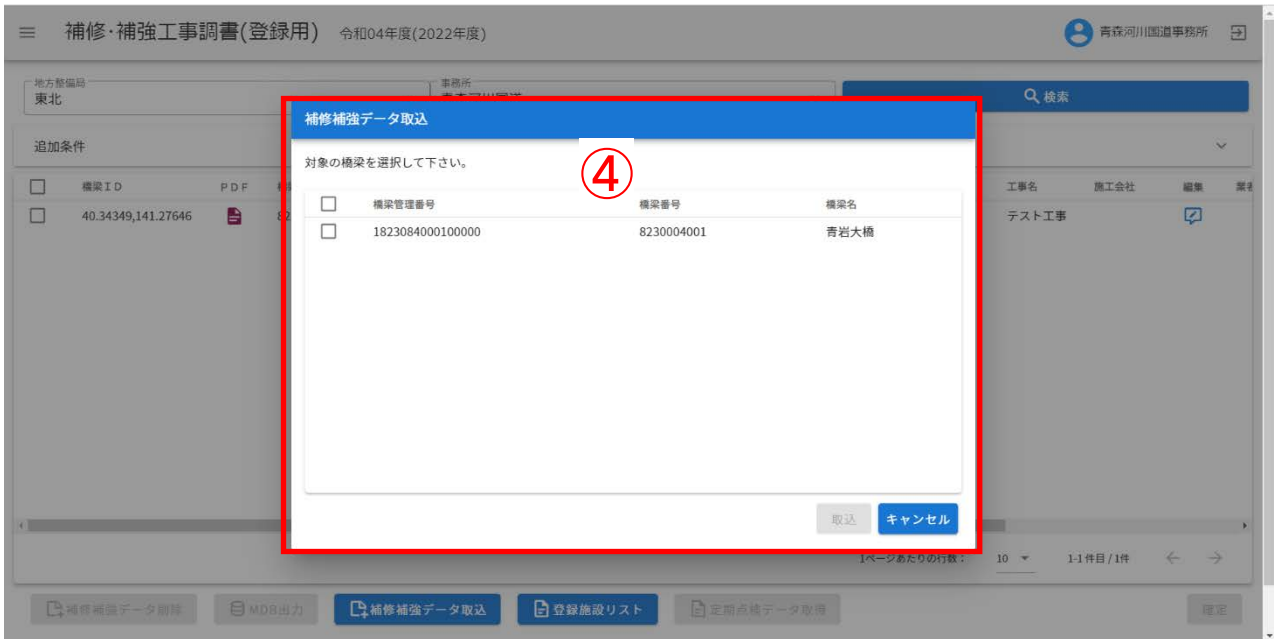 補修･補強工事調書(登録用) 令和04年度(2022年度) 青森河川国道事務所
地方整備局 事務所
東北
検索
補修補強データ取込
追加条件
対象の橋梁を選択して下さい。
④
橋梁ID PDF 工事名 施工会社 編集
橋梁管理番号 橋梁番号 橋梁名
40.34349,141.27646 テスト工事
1823084000100000 8230004001 青岩大橋
取込 キャンセル
1ページあたりの行数: 10 1-1件目/1件
補修補強データ削除 MDB出力 補修補強データ取込 登録施設リスト 定期点検データ取得 確定